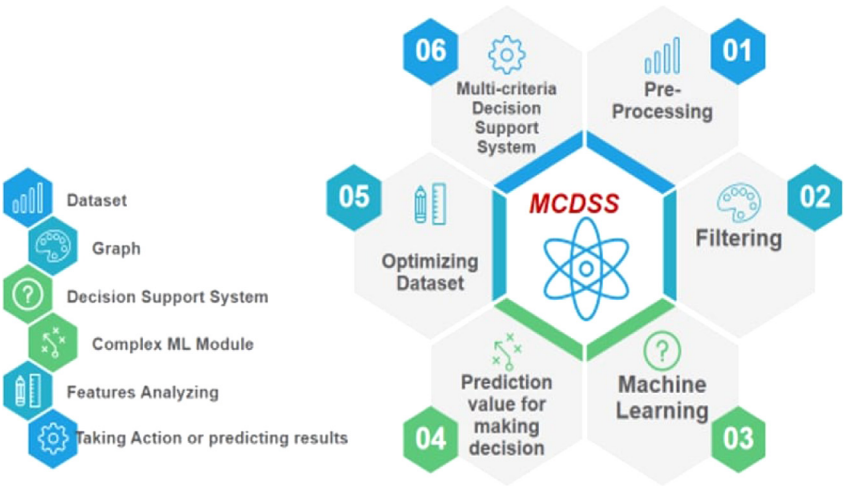 Dataset
Graph
Decision Support System
Complex ML Module
Features Analyzing
Taking Action or predicting results
MCDSS
01
Pre-
Processing
02
Filtering
03
Machine
Learning
04
Prediction
value for
making
decision
05
Optimizing
Dataset
06
Multi-criteria
Decision
Support
System